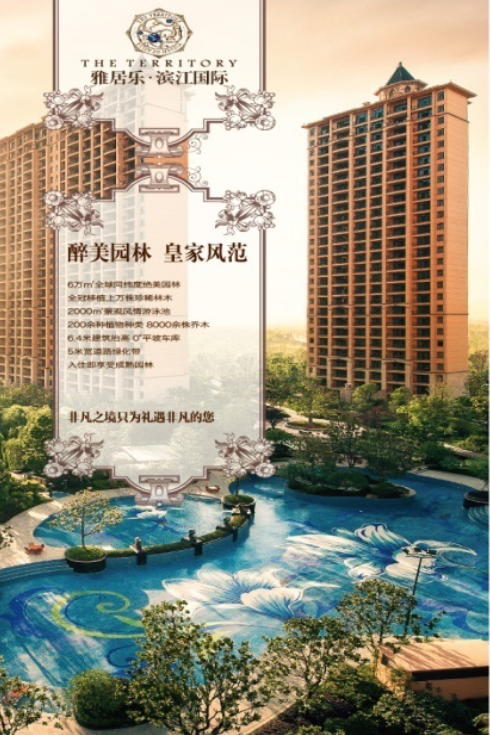 THE TERRITORY
雅居乐·滨江国际
醉美园林 皇家风范
6万㎡全球同纬度绝美园林
全冠移植上万株珍稀林木
2000㎡景观风情游泳池
200余种植物种类 8000余株乔木
6.4米建筑抬高 0°平坡车库
5米宽道路绿化带
入住即享受成熟园林
非凡之境只为礼遇非凡的您